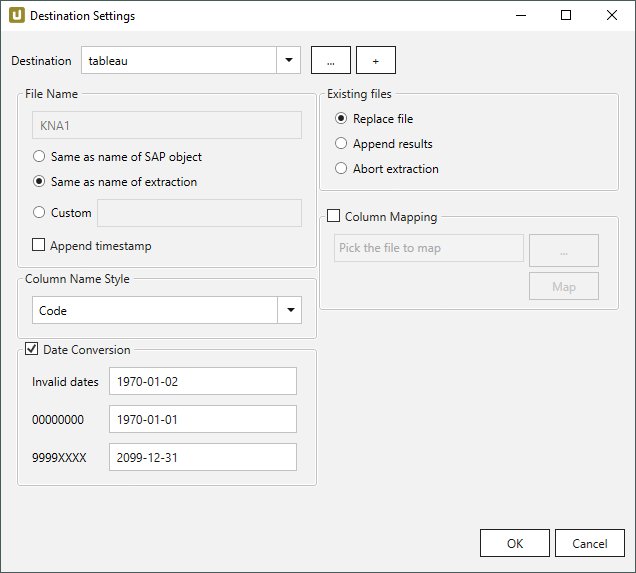 Destination Settings
Destination
tableau
...
+
File Name
KNA1
Same as name of SAP object
Same as name of extraction
Custom
Append timestamp
Column Name Style
Code
Date Conversion
Invalid dates
1970-01-02
00000000
1970-01-01
9999XXXX
2099-12-31
Existing files
Replace file
Append results
Abort extraction
Column Mapping
Pick the file to map
...
Map
OK
Cancel